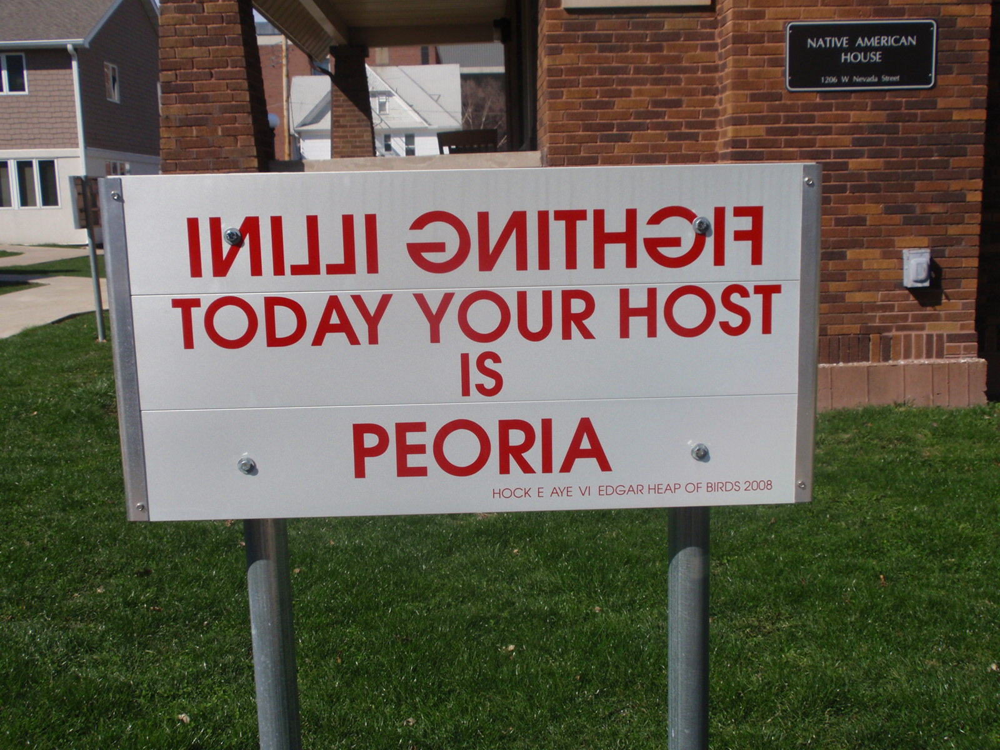 NATIVE AMERICAN
HOUSE
1206 W Nevada Street
FIGHTING ILLINI
TODAY YOUR HOST
IS
PEORIA
HOCK E AYE VI EDGAR HEAP OF BIRDS 2008